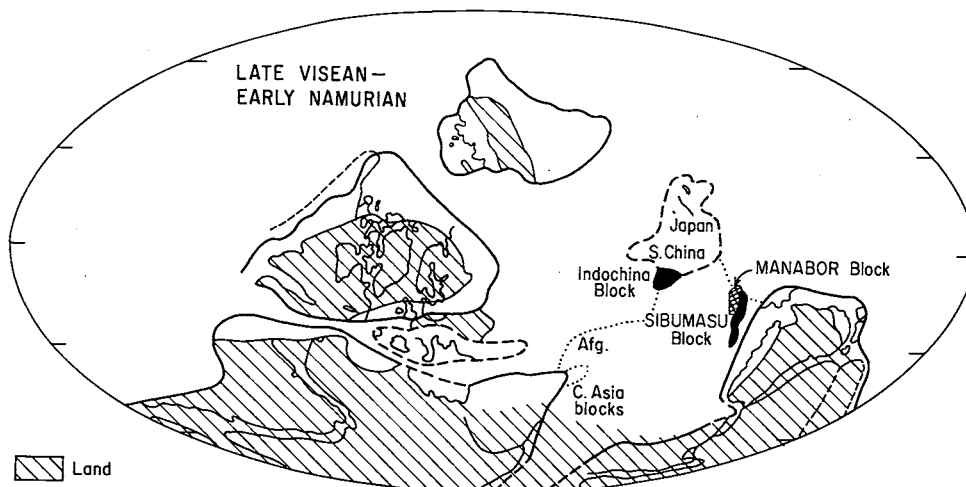 LATE VISEAN—
EARLY NAMURIAN
Japan
S. China
Indochina
Block
MANABOR Block
SIBUMASU
Block
Afg.
C. Asia
blocks
Land